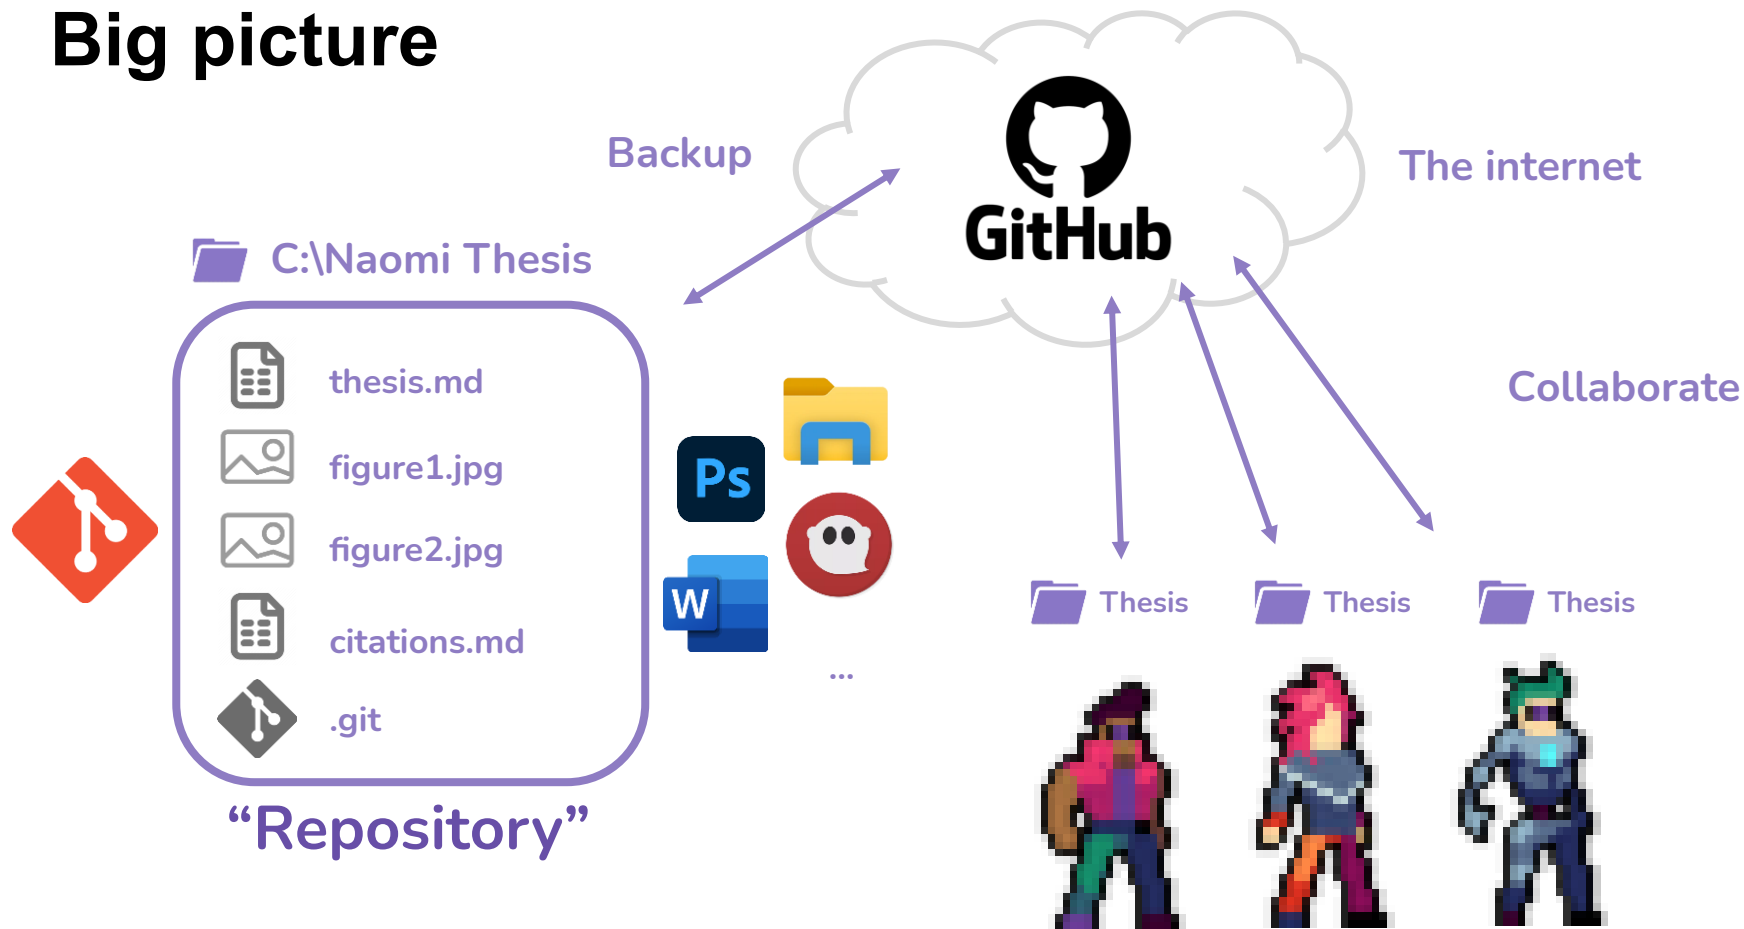 Big picture
Backup
GitHub
The internet
C:\Naomi Thesis
thesis.md
figure1.jpg
figure2.jpg
citations.md
.git
“Repository”
Ps
W
...
Collaborate
Thesis
Thesis
Thesis